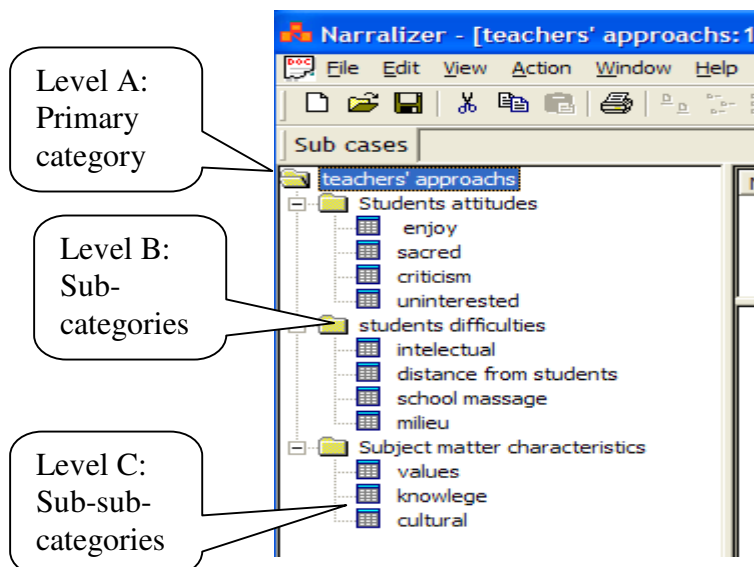 Level A:
Primary
category
Level B:
Sub-
categories
Level C:
Sub-sub-
categories
Narralizer - [teachers' approachs:1
DOC
File Edit View Action Window Help
Sub cases
teachers' approachs
Students attitudes
enjoy
sacred
criticism
uninterested
students difficulties
intelectual
distance from students
school massage
milieu
Subject matter characteristics
values
knowlege
cultural